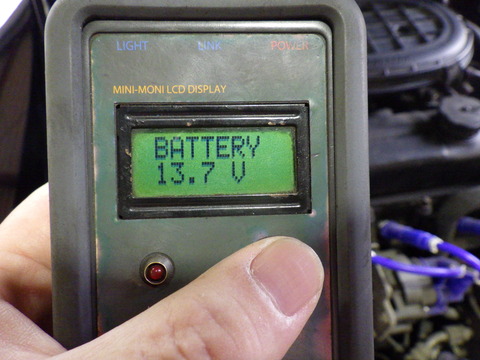 LIGHT LINK POWER
MINI-MONI LCD DISPLAY
BATTERY
13.7 V